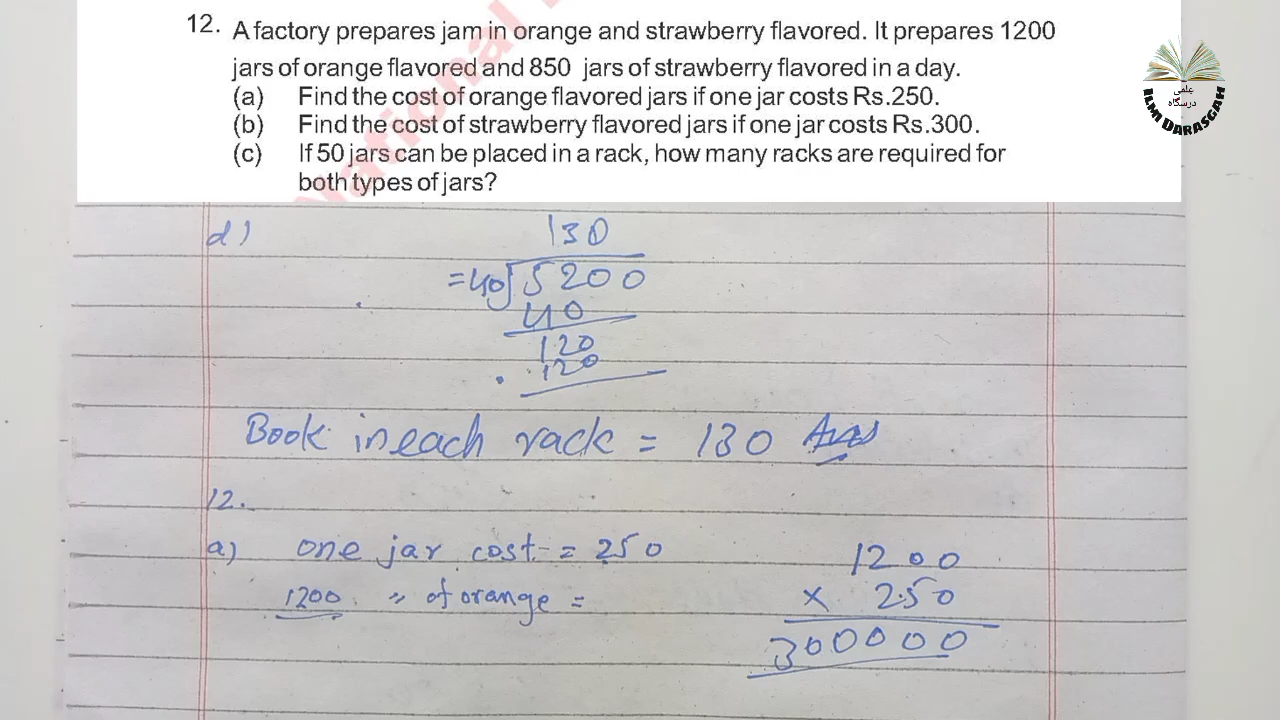 12. A factory prepares jam in orange and strawberry flavored. It prepares 1200
jars of orange flavored and 850 jars of strawberry flavored in a day.
(a) Find the cost of orange flavored jars if one jar costs Rs.250.
(b) Find the cost of strawberry flavored jars if one jar costs Rs.300.
(c) If 50 jars can be placed in a rack, how many racks are required for
both types of jars?
National
علمی
درسگاہ
ILMI DARASGAH
d)
130
=40 5200
40
120
120
Book in each rack = 130 Ans
12.
a) one jar cost = 250
1200 " of orange =
1200
× 250
300000